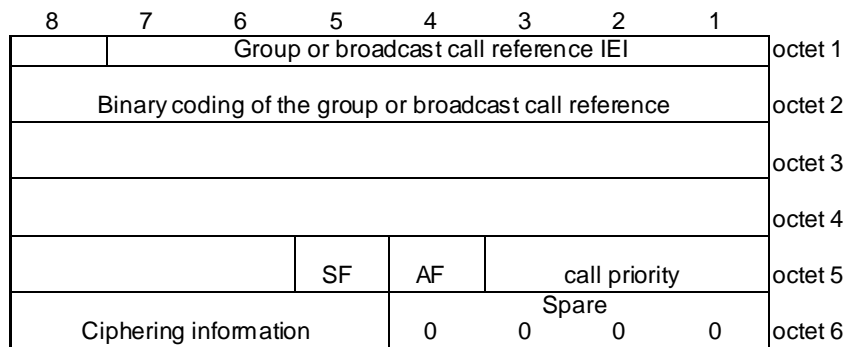 8 7 6 5 4 3 2 1
Group or broadcast call reference IEI octet 1
Binary coding of the group or broadcast call reference octet 2
octet 3
octet 4
SF AF call priority octet 5
Spare
Ciphering information 0 0 0 0 octet 6